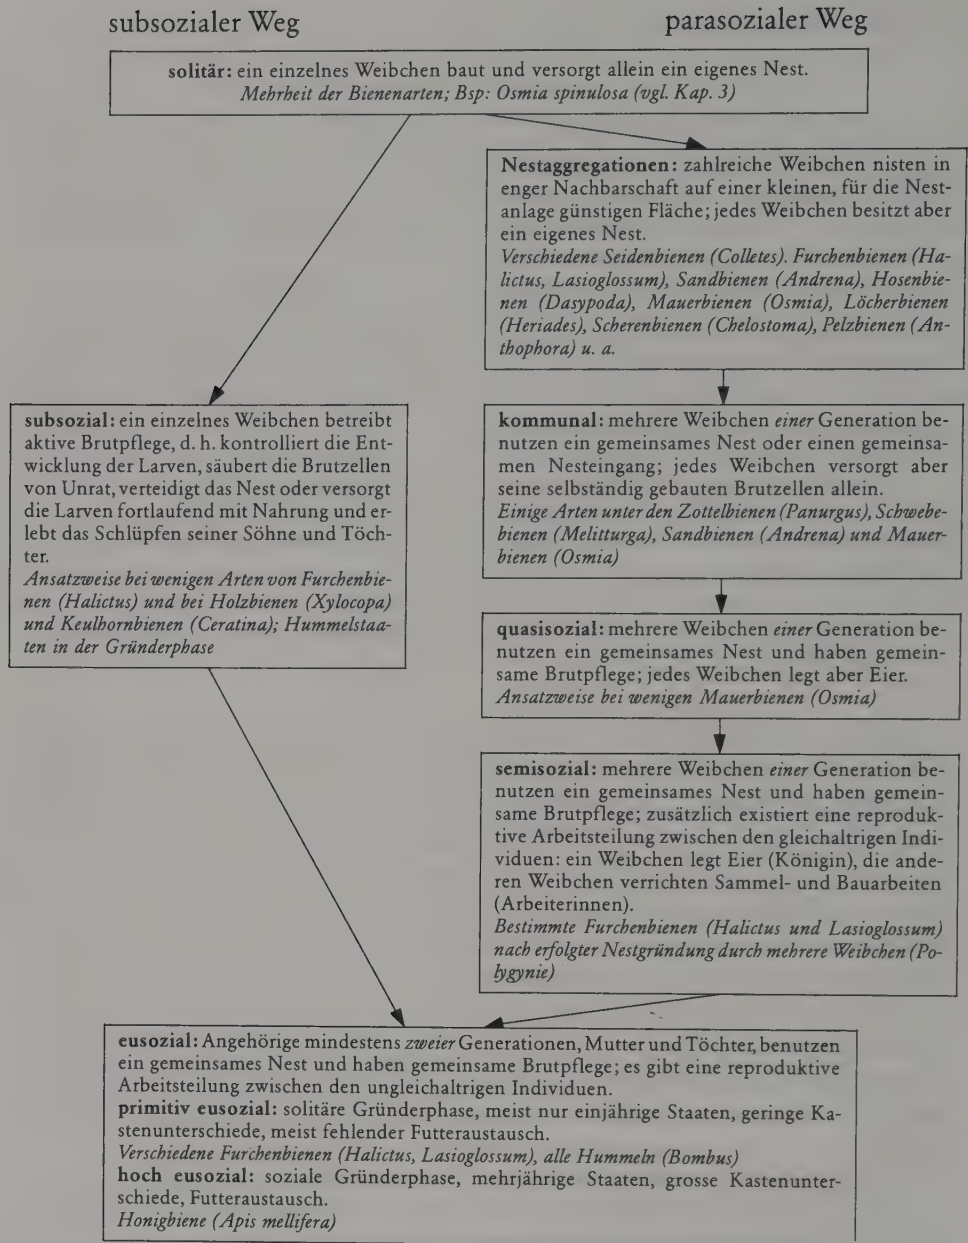 subsozialer Weg
parasozialer Weg
solitär: ein einzelnes Weibchen baut und versorgt allein ein eigenes Nest.
Mehrheit der Bienenarten; Bsp: Osmia spinulosa (vgl. Kap. 3)
Nestaggregationen: zahlreiche Weibchen nisten in
enger Nachbarschaft auf einer kleinen, für die Nest-
anlage günstigen Fläche; jedes Weibchen besitzt aber
ein eigenes Nest.
Verschiedene Seidenbienen (Colletes). Furchenbienen (Ha-
lictus, Lasioglossum), Sandbienen (Andrena), Hosenbie-
nen (Dasypoda), Mauerbienen (Osmia), Löcherbienen
(Heriades), Scherenbienen (Chelostoma), Pelzbienen (An-
thophora) u. a.
subsozial: ein einzelnes Weibchen betreibt
aktive Brutpflege, d. h. kontrolliert die Ent-
wicklung der Larven, säubert die Brutzellen
von Unrat, verteidigt das Nest oder versorgt
die Larven fortlaufend mit Nahrung und er-
lebt das Schlüpfen seiner Söhne und Töch-
ter.
Ansatzweise bei wenigen Arten von Furchenbie-
nen (Halictus) und bei Holzbienen (Xylocopa)
und Keulhornbienen (Ceratina); Hummelstaa-
ten in der Gründerphase
kommunal: mehrere Weibchen einer Generation be-
nutzen ein gemeinsames Nest oder einen gemeinsa-
men Nesteingang; jedes Weibchen versorgt aber
seine selbständig gebauten Brutzellen allein.
Einige Arten unter den Zottelbienen (Panurgus), Schwebe-
bienen (Melitturga), Sandbienen (Andrena) und Mauer-
bienen (Osmia)
quasisozial: mehrere Weibchen einer Generation be-
nutzen ein gemeinsames Nest und haben gemein-
same Brutpflege; jedes Weibchen legt aber Eier.
Ansatzweise bei wenigen Mauerbienen (Osmia)
semisozial: mehrere Weibchen einer Generation be-
nutzen ein gemeinsames Nest und haben gemein-
same Brutpflege; zusätzlich existiert eine reproduk-
tive Arbeitsteilung zwischen den gleichaltrigen Indi-
viduen: ein Weibchen legt Eier (Königin), die ande-
ren Weibchen verrichten Sammel- und Bauarbeiten
(Arbeiterinnen).
Bestimmte Furchenbienen (Halictus und Lasioglossum)
nach erfolgter Nestgründung durch mehrere Weibchen (Po-
lygynie)
eusozial: Angehörige mindestens zweier Generationen, Mutter und Töchter, benutzen
ein gemeinsames Nest und haben gemeinsame Brutpflege; es gibt eine reproduktive
Arbeitsteilung zwischen den ungleichaltrigen Individuen.
primitiv eusozial: solitäre Gründerphase, meist nur einjährige Staaten, geringe Ka-
stenunterschiede, meist fehlender Futteraustausch.
Verschiedene Furchenbienen (Halictus, Lasioglossum), alle Hummeln (Bombus)
hoch eusozial: soziale Gründerphase, mehrjährige Staaten, grosse Kastenunter-
schiede, Futteraustausch.
Honigbiene (Apis mellifera)